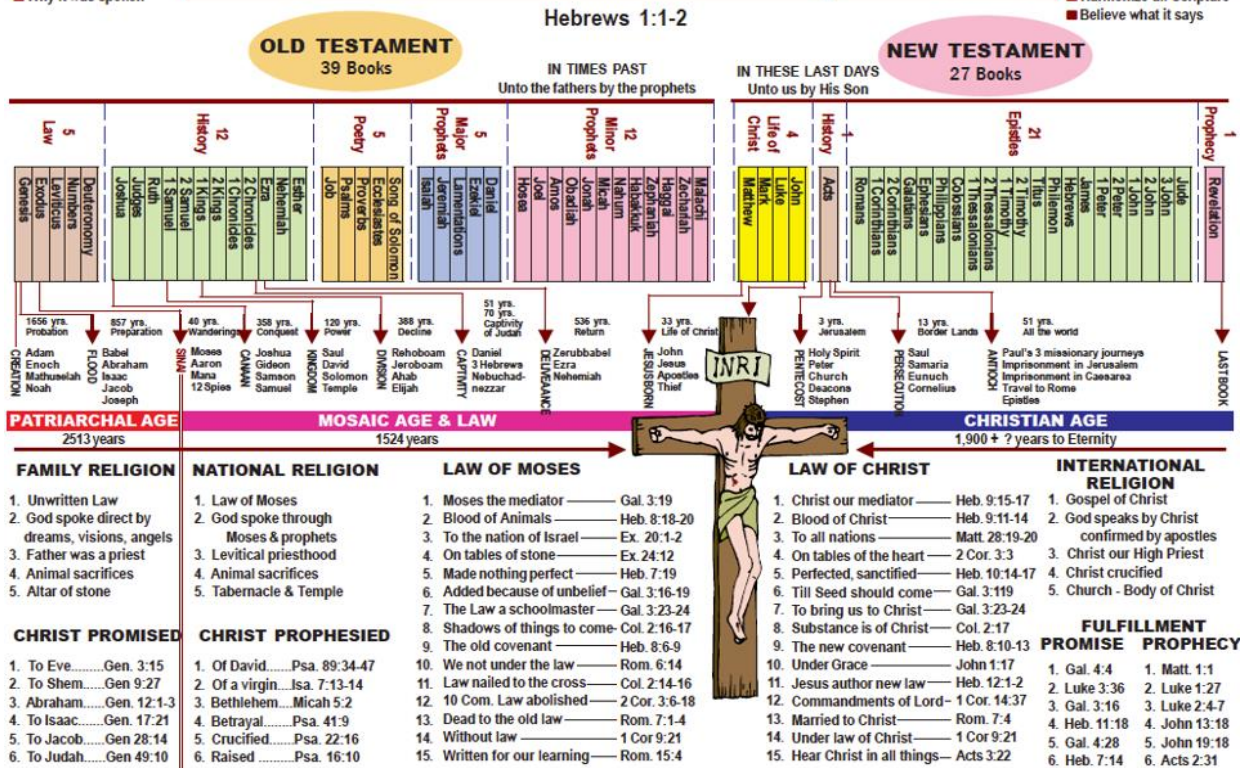 Hebrews 1:1-2
Believe what it says
OLD TESTAMENT
39 Books
IN TIMES PAST
Unto the fathers by the prophets
IN THESE LAST DAYS
Unto us by His Son
NEW TESTAMENT
27 Books
5
Law
12
History
5
Poetry
5
Major
Prophets
12
Minor
Prophets
4
Life of
Christ
1
History
21
Epistles
1
Prophecy
Genesis
Exodus
Leviticus
Numbers
Deuteronomy
Joshua
Judges
Ruth
1 Samuel
2 Samuel
1 Kings
2 Kings
1 Chronicles
2 Chronicles
Ezra
Nehemiah
Esther
Job
Psalms
Proverbs
Ecclesiastes
Song of Solomon
Isaiah
Jeremiah
Lamentations
Ezekiel
Daniel
Hosea
Joel
Amos
Obadiah
Jonah
Micah
Nahum
Habakkuk
Zephaniah
Haggai
Zechariah
Malachi
Matthew
Mark
Luke
John
Acts
Romans
1 Corinthians
2 Corinthians
Galatians
Ephesians
Philippians
Colossians
1 Thessalonians
2 Thessalonians
1 Timothy
2 Timothy
Titus
Philemon
Hebrews
James
1 Peter
2 Peter
1 John
2 John
3 John
Jude
Revelation
CREATION
1656 yrs.
Probation
Adam
Enoch
Mathuselah
Noah
FLOOD
857 yrs.
Preparation
Babel
Abraham
Isaac
Jacob
Joseph
SINAI
40 yrs.
Wanderings
Moses
Aaron
Mana
12 Spies
CANAAN
358 yrs.
Conquest
Joshua
Gideon
Samson
Samuel
KINGDOM
120 yrs.
Power
Saul
David
Solomon
Temple
DIVISION
388 yrs.
Decline
Rehoboam
Jeroboam
Ahab
Elijah
CAPTIVITY
51 yrs.
70 yrs.
Captivity
of Judah
Daniel
3 Hebrews
Nebuchad-
nezzar
DELIVERANCE
536 yrs.
Return
Zerubbabel
Ezra
Nehemiah
JESUS BORN
33 yrs.
Life of Christ
John
Jesus
Apostles
Thief
INRI
PENTECOST
3 yrs.
Jerusalem
Holy Spirit
Peter
Church
Deacons
Stephen
PERSECUTION
13 yrs.
Border Lands
Saul
Samaria
Eunuch
Cornelius
ANTIOCH
51 yrs.
All the world
Paul's 3 missionary journeys
Imprisonment in Jerusalem
Imprisonment in Caesarea
Travel to Rome
Epistles
LAST BOOK
PATRIARCHAL AGE
2513 years
MOSAIC AGE & LAW
1524 years
CHRISTIAN AGE
1,900 + ? years to Eternity
FAMILY RELIGION
1. Unwritten Law
2. God spoke direct by
dreams, visions, angels
3. Father was a priest
4. Animal sacrifices
5. Altar of stone
CHRIST PROMISED
1. To Eve........Gen. 3:15
2. To Shem.....Gen 9:27
3. Abraham....Gen. 12:1-3
4. To Isaac.....Gen. 17:21
5. To Jacob....Gen 28:14
6. To Judah.....Gen 49:10
NATIONAL RELIGION
1. Law of Moses
2. God spoke through
Moses & prophets
3. Levitical priesthood
4. Animal sacrifices
5. Tabernacle & Temple
CHRIST PROPHESIED
1. Of David.......Psa. 89:34-47
2. Of a virgin....Isa. 7:13-14
3. Bethlehem....Micah 5:2
4. Betrayal........Psa. 41:9
5. Crucified.......Psa. 22:16
6. Raised ..........Psa. 16:10
LAW OF MOSES
1. Moses the mediator — Gal. 3:19
2. Blood of Animals — Heb. 8:18-20
3. To the nation of Israel — Ex. 20:1-2
4. On tables of stone — Ex. 24:12
5. Made nothing perfect — Heb. 7:19
6. Added because of unbelief – Gal. 3:16-19
7. The Law a schoolmaster — Gal. 3:23-24
8. Shadows of things to come- Col. 2:16-17
9. The old covenant — Heb. 8:6-9
10. We not under the law — Rom. 6:14
11. Law nailed to the cross — Col. 2:14-16
12. 10 Com. Law abolished — 2 Cor. 3:6-18
13. Dead to the old law — Rom. 7:1-4
14. Without law — 1 Cor 9:21
15. Written for our learning — Rom. 15:4
LAW OF CHRIST
1. Christ our mediator — Heb. 9:15-17
2. Blood of Christ — Heb. 9:11-14
3. To all nations — Matt. 28:19-20
4. On tables of the heart — 2 Cor. 3:3
5. Perfected, sanctified — Heb. 10:14-17
6. Till Seed should come — Gal. 3:119
7. To bring us to Christ — Gal. 3:23-24
8. Substance is of Christ — Col. 2:17
9. The new covenant — Heb. 8:10-13
10. Under Grace — John 1:17
11. Jesus author new law — Heb. 12:1-2
12. Commandments of Lord– 1 Cor. 14:37
13. Married to Christ — Rom. 7:4
14. Under law of Christ — 1 Cor 9:21
15. Hear Christ in all things — Acts 3:22
INTERNATIONAL
RELIGION
1. Gospel of Christ
2. God speaks by Christ
confirmed by apostles
3. Christ our High Priest
4. Christ crucified
5. Church - Body of Christ
FULFILLMENT
PROMISE
1. Gal. 4:4
2. Luke 3:36
3. Gal. 3:16
4. Heb. 11:18
5. Gal. 4:28
6. Heb. 7:14
PROPHECY
1. Matt. 1:1
2. Luke 1:27
3. Luke 2:4-7
4. John 13:18
5. John 19:18
6. Acts 2:31